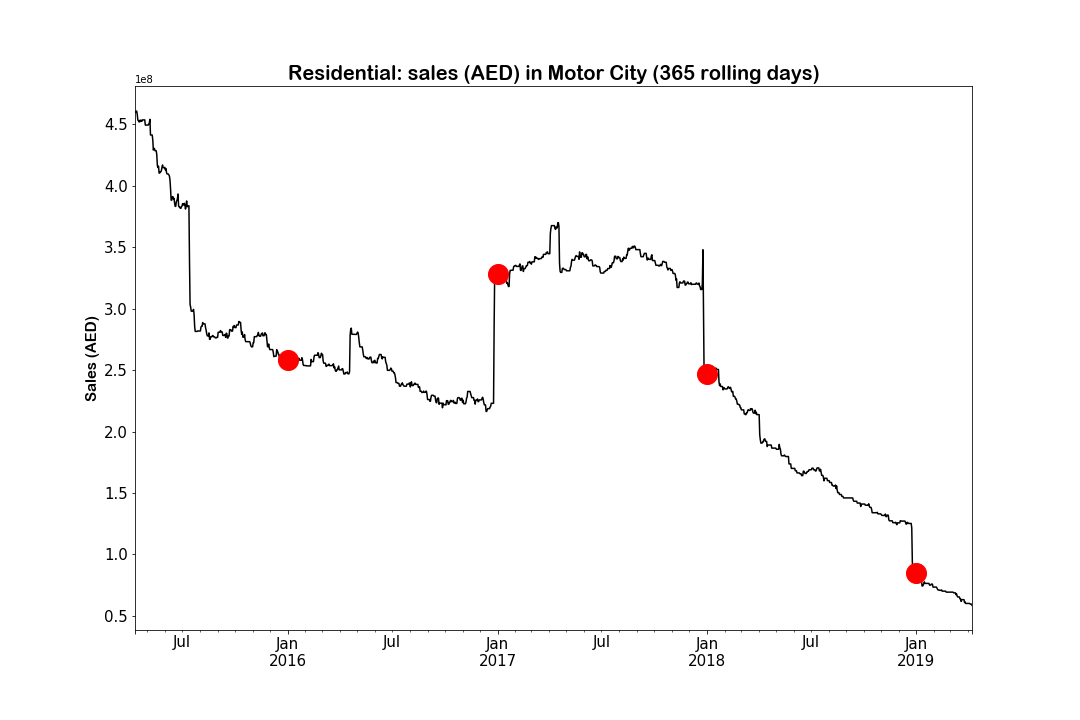 Residential: sales (AED) in Motor City (365 rolling days)
1e8
4.5
4.0
3.5
3.0
2.5
2.0
1.5
1.0
0.5
Sales (AED)
Jul Jan Jul Jan Jul Jan Jul Jan
2016 2017 2018 2019